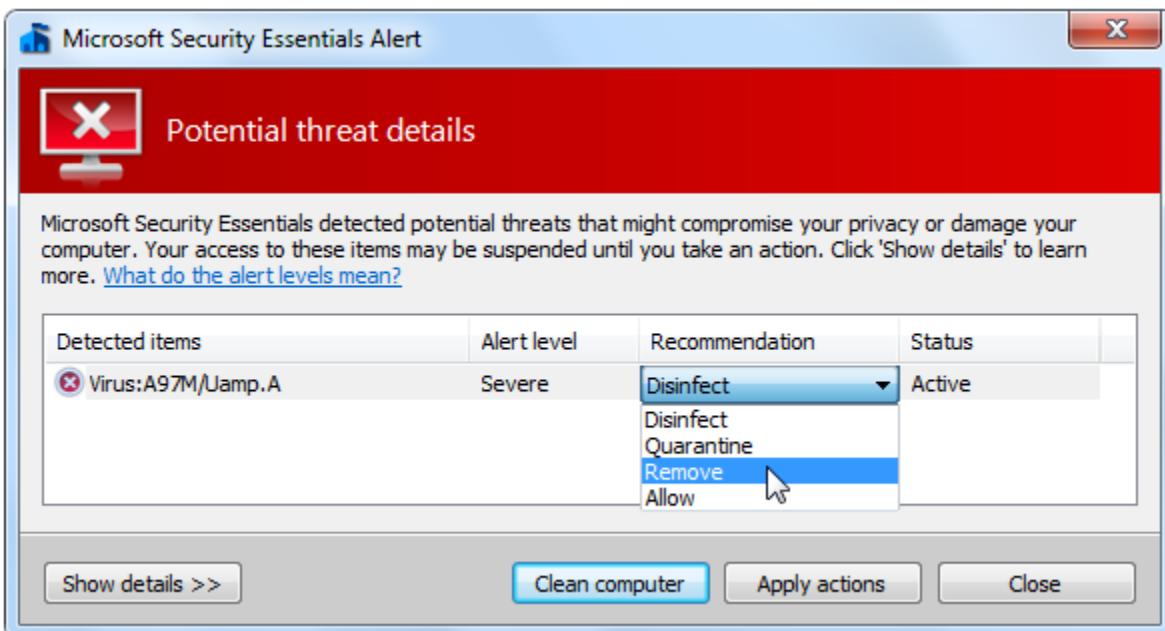 Microsoft Security Essentials Alert
Potential threat details
Microsoft Security Essentials detected potential threats that might compromise your privacy or damage your
computer. Your access to these items may be suspended until you take an action. Click 'Show details' to learn
more. What do the alert levels mean?
Detected items Alert level Recommendation Status
Virus:A97M/Uamp.A Severe Disinfect Active
Disinfect
Quarantine
Remove
Allow
Show details >> Clean computer Apply actions Close